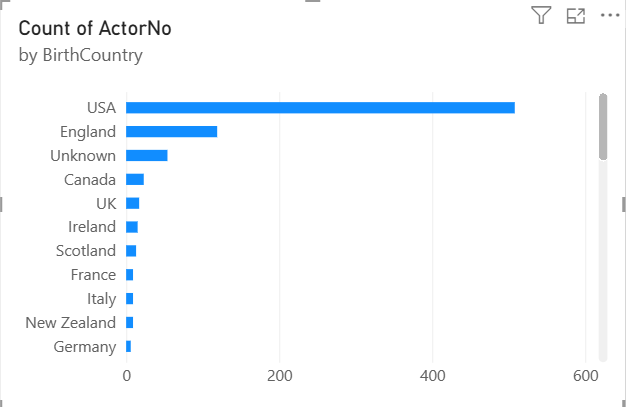 Count of ActorNo
by BirthCountry
USA
England
Unknown
Canada
UK
Ireland
Scotland
France
Italy
New Zealand
Germany
0 200 400 600